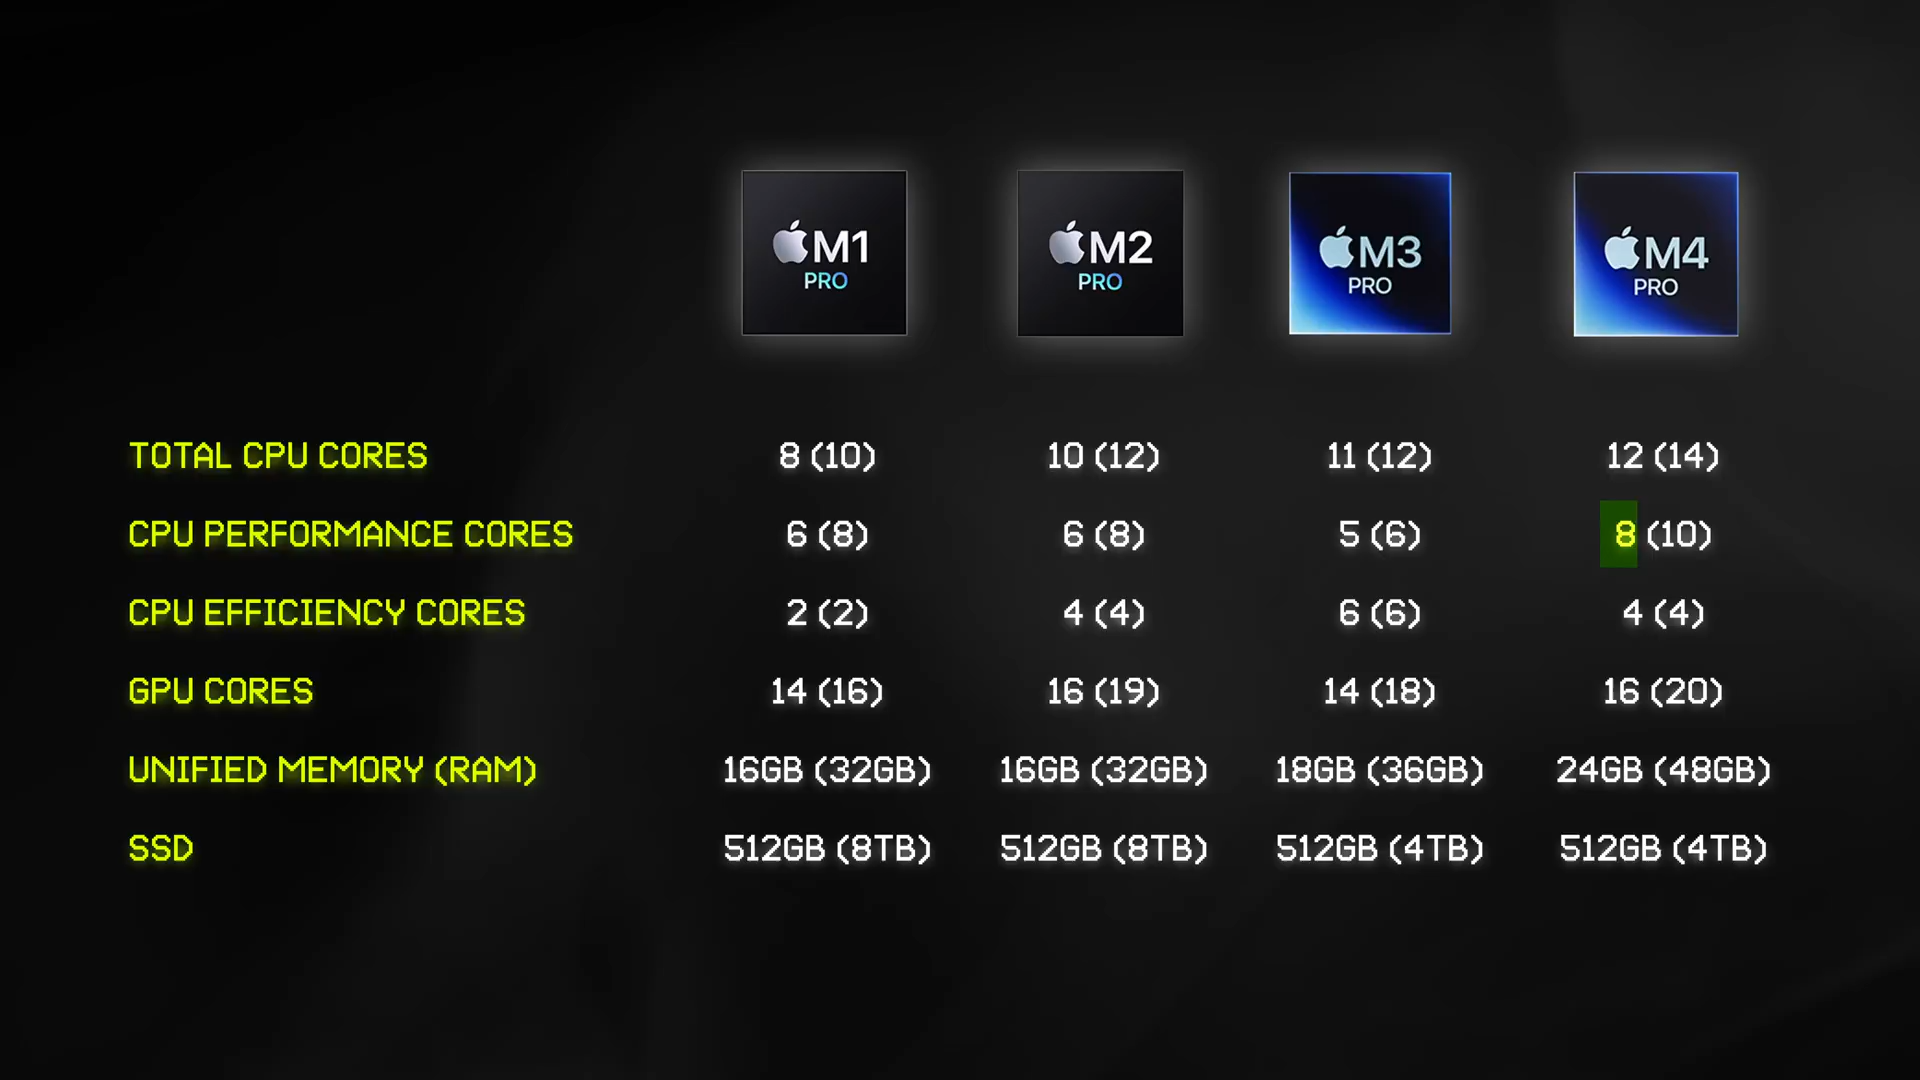 M1 PRO
M2 PRO
M3 PRO
M4 PRO
TOTAL CPU CORES 8 (10) 10 (12) 11 (12) 12 (14)
CPU PERFORMANCE CORES 6 (8) 6 (8) 5 (6) 8 (10)
CPU EFFICIENCY CORES 2 (2) 4 (4) 6 (6) 4 (4)
GPU CORES 14 (16) 16 (19) 14 (18) 16 (20)
UNIFIED MEMORY (RAM) 16GB (32GB) 16GB (32GB) 18GB (36GB) 24GB (48GB)
SSD 512GB (8TB) 512GB (8TB) 512GB (4TB) 512GB (4TB)